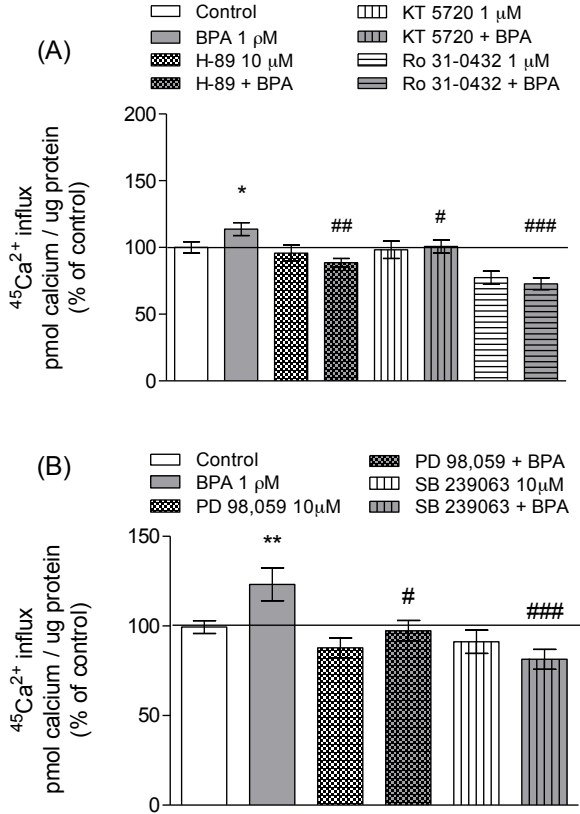 (A)
Control
BPA 1 ρM
H-89 10 μM
H-89 + BPA
KT 5720 1 μM
KT 5720 + BPA
Ro 31-0432 1 μM
Ro 31-0432 + BPA
45Ca2+ influx
pmol calcium / ug protein
(% of control)
200
150
100
50
0
*
##
#
###
(B)
Control
BPA 1 ρM
PD 98,059 10μM
PD 98,059 + BPA
SB 239063 10μM
SB 239063 + BPA
45Ca2+ influx
pmol calcium / ug protein
(% of control)
150
100
50
0
**
#
###